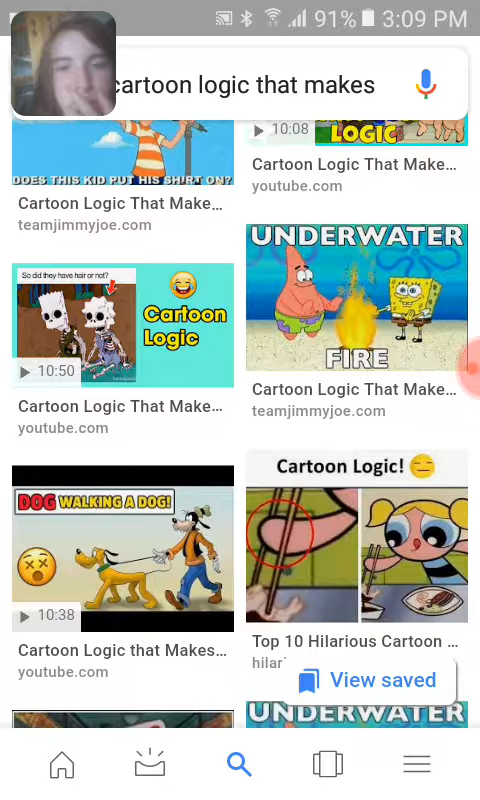 91% 3:09 PM
cartoon logic that makes
DOES THIS KID PUT HIS SHIRT ON?
Cartoon Logic That Make...
teamjimmyjoe.com
So did they have hair or not?
Cartoon
Logic
10:50
Cartoon Logic That Make...
youtube.com
DOG WALKING A DOG!
10:38
Cartoon Logic that Makes...
youtube.com
10:08
LOGIC
Cartoon Logic That Make...
youtube.com
UNDERWATER
FIRE
Cartoon Logic That Make...
teamjimmyjoe.com
Cartoon Logic!
Top 10 Hilarious Cartoon ...
hilar
View saved
UNDERWATER